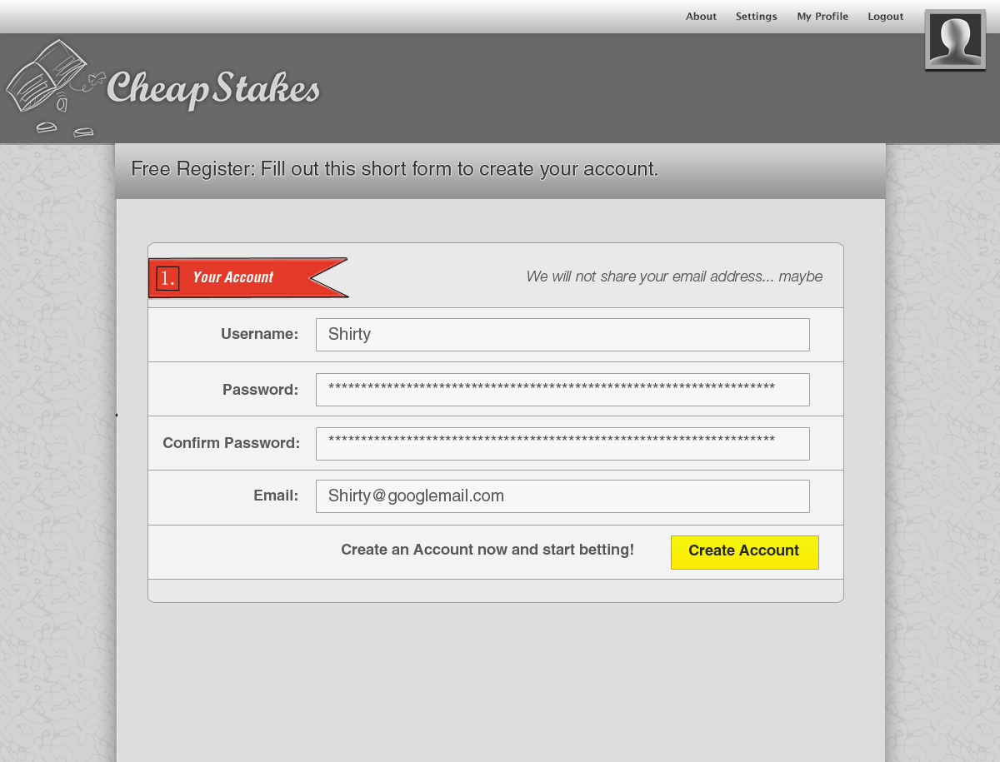 About Settings My Profile Logout
Cheap Stakes
Free Register: Fill out this short form to create your account.
1. Your Account
We will not share your email address... maybe
Username: Shirty
Password: *********************************************************************
Confirm Password: *********************************************************************
Email: Shirty@googlemail.com
Create an Account now and start betting! Create Account